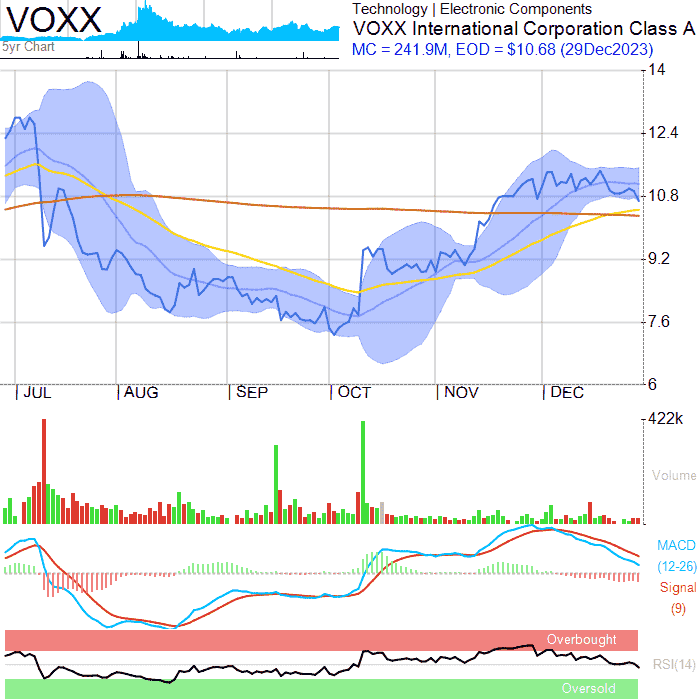 VOXX
5yr Chart
Technology | Electronic Components
VOXX International Corporation Class A
MC = 241.9M, EOD = $10.68 (29Dec2023)
14
12.4
10.8
9.2
7.6
6
JUL
AUG
SEP
OCT
NOV
DEC
422k
Volume
MACD
(12-26)
Signal
(9)
Overbought
RSI(14)
Oversold